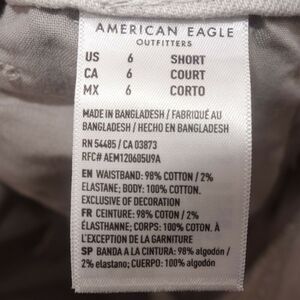 AMERICAN EAGLE
OUTFITTERS
US 6 SHORT
CA 6 COURT
MX 6 CORTO
MADE IN BANGLADESH / FABRIQUÉ AU
BANGLADESH / HECHO EN BANGLADESH
RN 54485 / CA 03873
RFC# AEM120605U9A
EN WAISTBAND: 98% COTTON / 2%
ELASTANE; BODY: 100% COTTON.
EXCLUSIVE OF DECORATION
FR CEINTURE: 98% COTON / 2%
ÉLASTHANNE; CORPS: 100% COTON. À
L'EXCEPTION DE LA GARNITURE
SP BANDA A LA CINTURA: 98% algodón /
2% elastano; CUERPO: 100% algodón